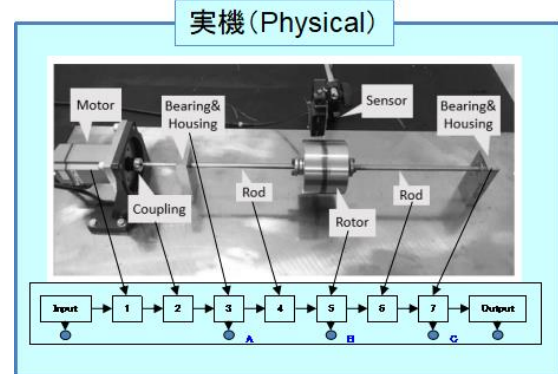 実機(Physical)
Motor
Bearing&
Housing
Sensor
Bearing&
Housing
Coupling
Rod
Rotor
Rod
Input
1
2
3
4
5
6
7
Output
A
B
C